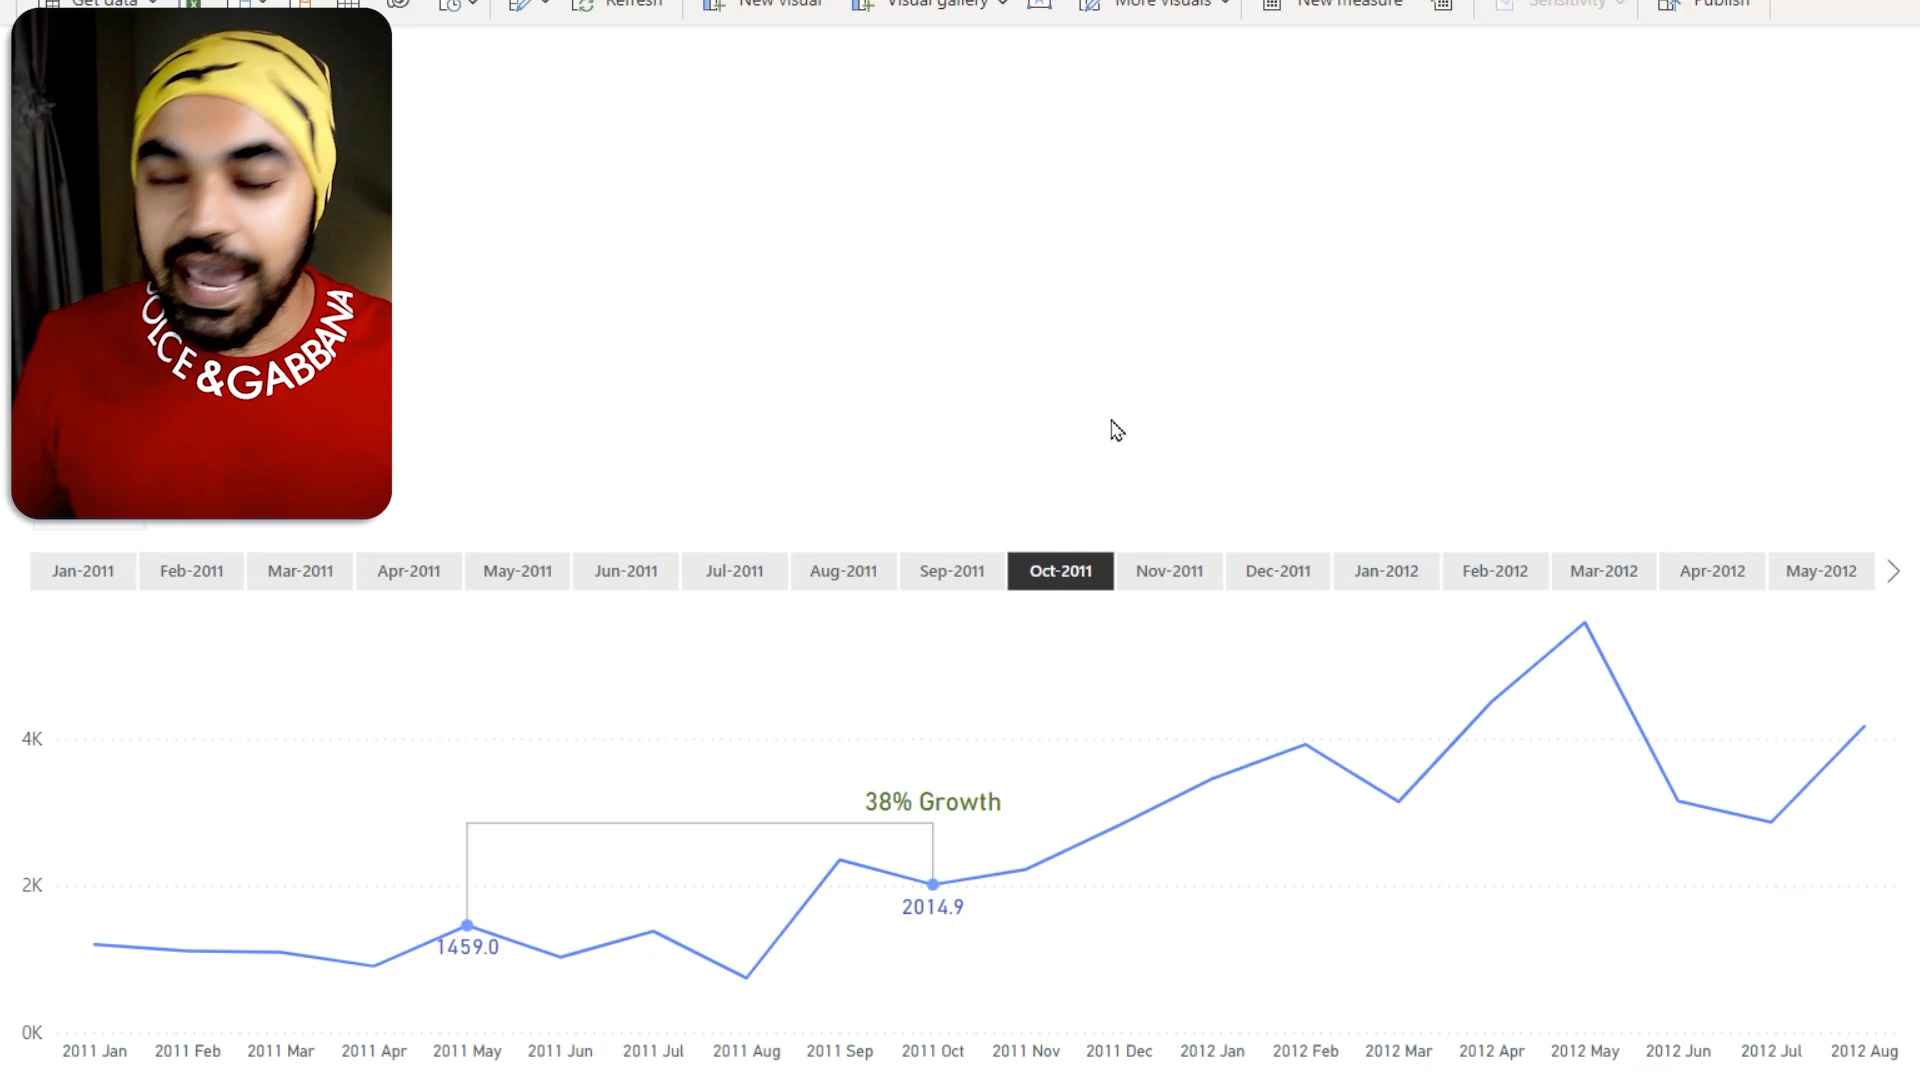 Get data
Refresh
New visual
Visual gallery
More visuals
New measure
Sensitivity
Publish
OLCE &GABBANA
Jan-2011 Feb-2011 Mar-2011 Apr-2011 May-2011 Jun-2011 Jul-2011 Aug-2011 Sep-2011 Oct-2011 Nov-2011 Dec-2011 Jan-2012 Feb-2012 Mar-2012 Apr-2012 May-2012
4K
38% Growth
2K
2014.9
1459.0
0K
2011 Jan 2011 Feb 2011 Mar 2011 Apr 2011 May 2011 Jun 2011 Jul 2011 Aug 2011 Sep 2011 Oct 2011 Nov 2011 Dec 2012 Jan 2012 Feb 2012 Mar 2012 Apr 2012 May 2012 Jun 2012 Jul 2012 Aug